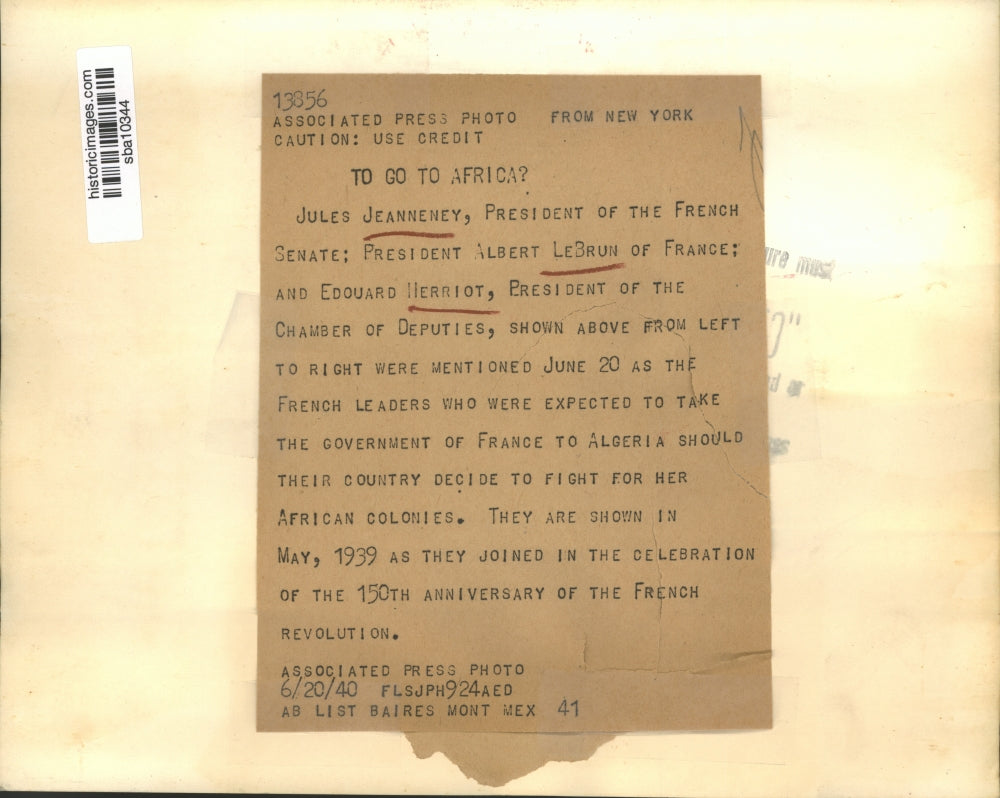 historicimages.com
sba10344
13856
ASSOCIATED PRESS PHOTO FROM NEW YORK
CAUTION: USE CREDIT
TO GO TO AFRICA?
JULES JEANNENEY, PRESIDENT OF THE FRENCH
SENATE; PRESIDENT ALBERT LEBRUN OF FRANCE;
AND EDOUARD HERRIOT, PRESIDENT OF THE
CHAMBER OF DEPUTIES, SHOWN ABOVE FROM LEFT
TO RIGHT WERE MENTIONED JUNE 20 AS THE
FRENCH LEADERS WHO WERE EXPECTED TO TAKE
THE GOVERNMENT OF FRANCE TO ALGERIA SHOULD
THEIR COUNTRY DECIDE TO FIGHT FOR HER
AFRICAN COLONIES. THEY ARE SHOWN IN
MAY, 1939 AS THEY JOINED IN THE CELEBRATION
OF THE 150TH ANNIVERSARY OF THE FRENCH
REVOLUTION.
ASSOCIATED PRESS PHOTO
6/20/40 FLSJPH924AED
AB LIST BAIRES MONT MEX 41
must